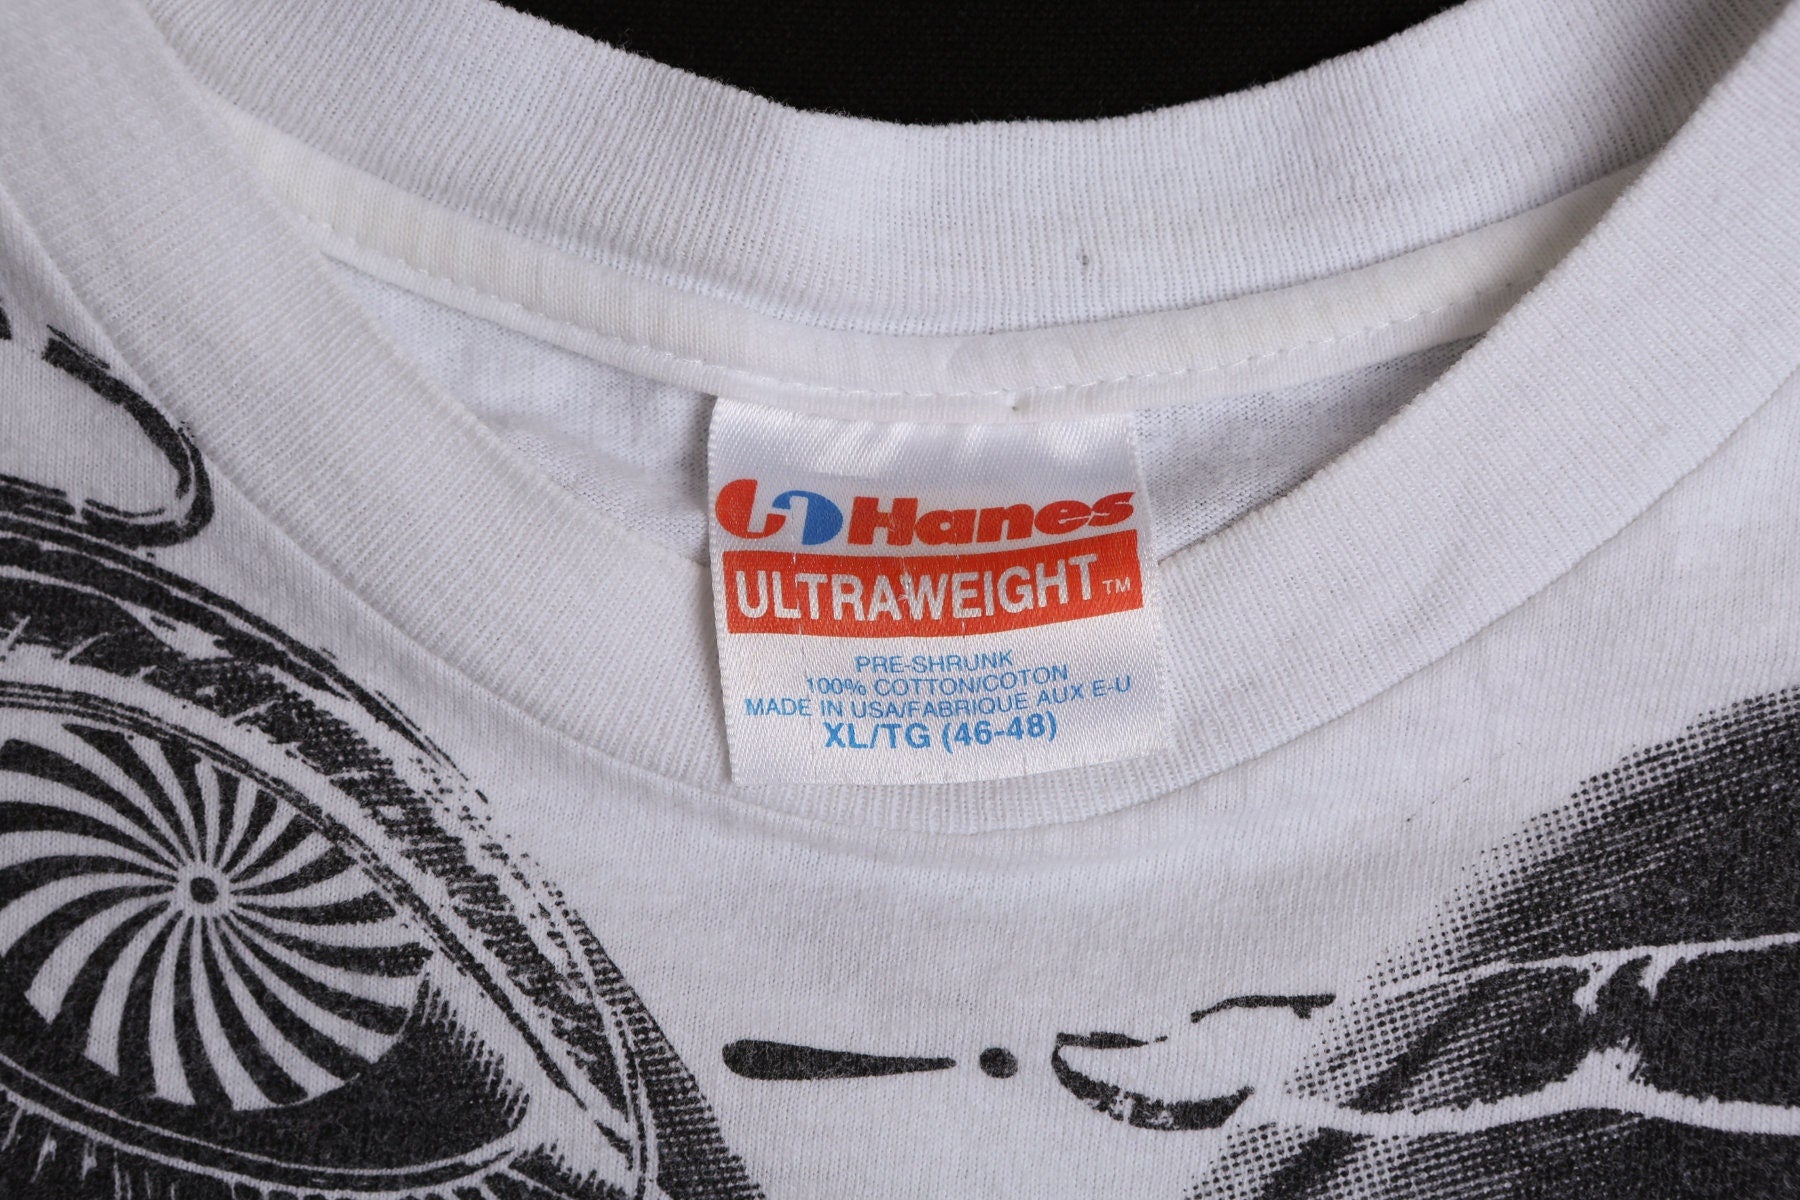 Hanes
ULTRAWEIGHT™
PRE-SHRUNK
100% COTTON/COTON
MADE IN USA/FABRIQUE AUX E-U
XL/TG (46-48)